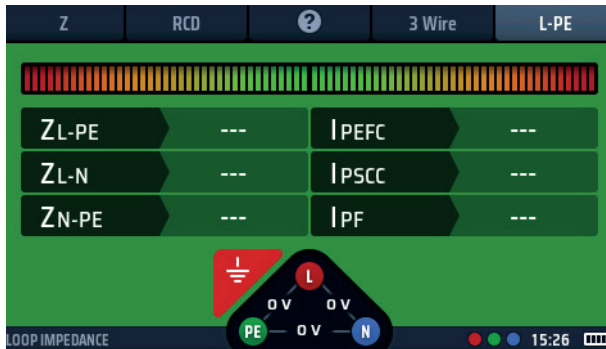 Z RCD ? 3 Wire L-PE
ZL-PE --- IPEFC ---
ZL-N --- IPSCC ---
ZN-PE --- IPF ---
L
0 V 0 V
PE 0 V N
LOOP IMPEDANCE 15:26